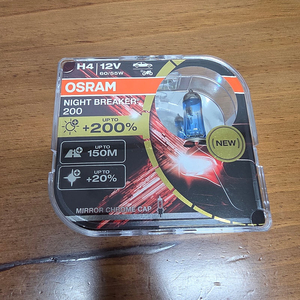 H4 12V
60/55W
OSRAM
NIGHT BREAKER®
200
UP TO
+200%
NEW
UP TO
150M
UP TO
+20%
MIRROR CHROME CAP